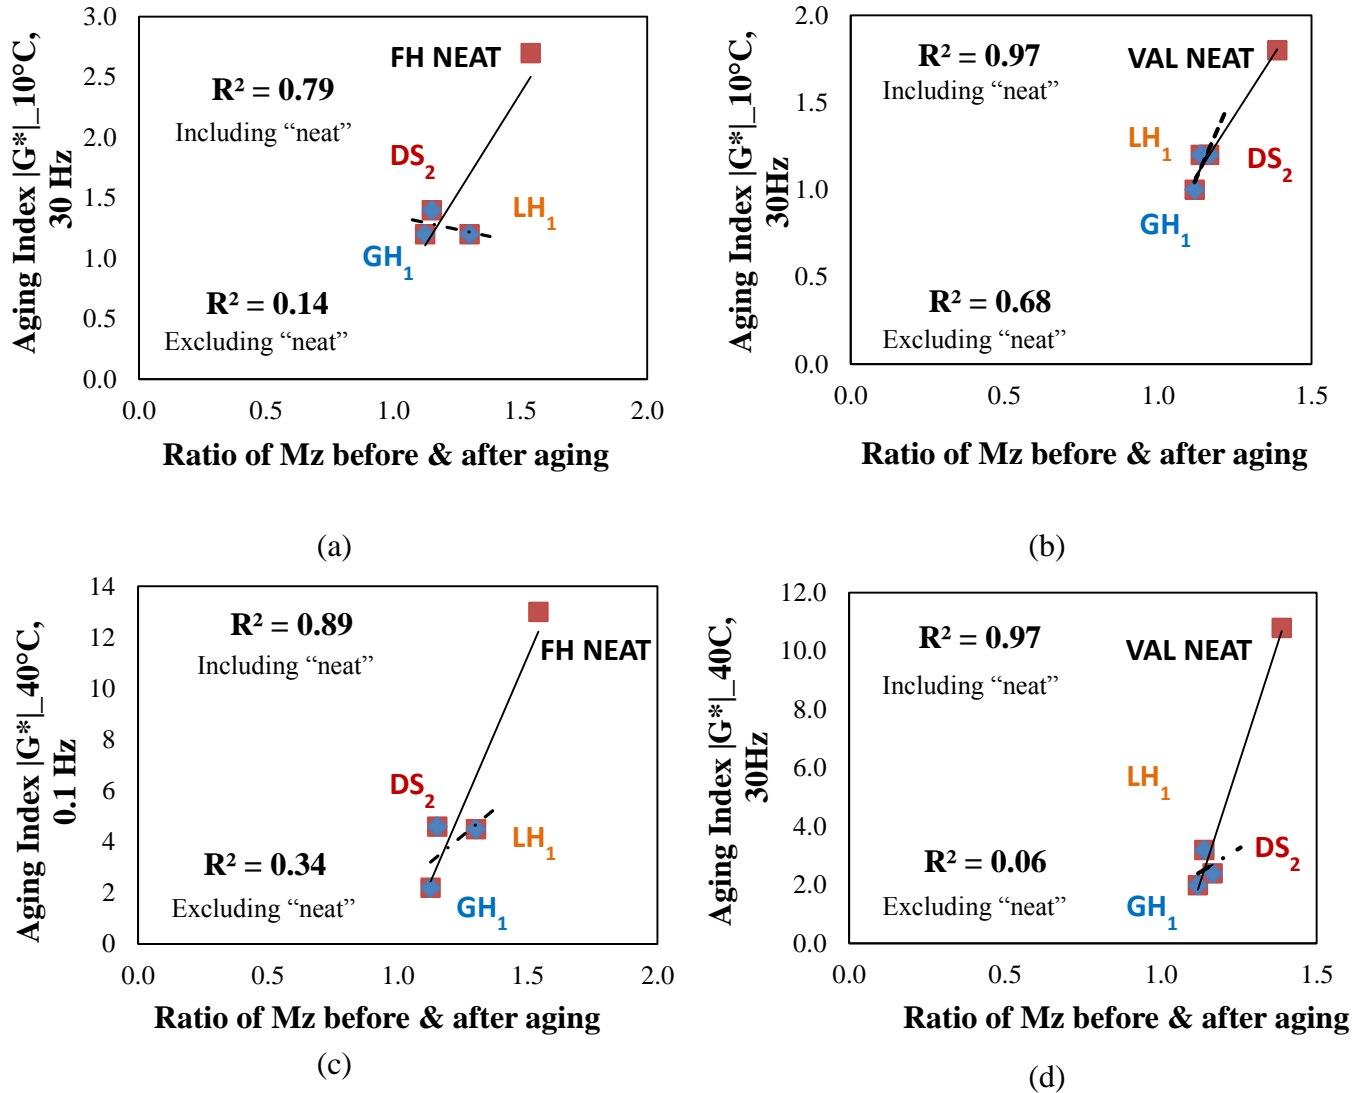 Aging Index |G*|_10°C,
30 Hz
3.0
2.5
2.0
1.5
1.0
0.5
0.0
FH NEAT
R² = 0.79
Including “neat”
DS2
LH1
GH1
R² = 0.14
Excluding “neat”
0.0 0.5 1.0 1.5 2.0
Ratio of Mz before & after aging
(a)
Aging Index |G*|_10°C,
30Hz
2.0
1.5
1.0
0.5
0.0
R² = 0.97
Including “neat”
VAL NEAT
LH1
DS2
GH1
R² = 0.68
Excluding “neat”
0.0 0.5 1.0 1.5
Ratio of Mz before & after aging
(b)
Aging Index |G*|_40°C,
0.1 Hz
14
12
10
8
6
4
2
0
R² = 0.89
Including “neat”
FH NEAT
DS2
LH1
R² = 0.34
Excluding “neat”
GH1
0.0 0.5 1.0 1.5 2.0
Ratio of Mz before & after aging
(c)
Aging Index |G*|_40C,
30Hz
12.0
10.0
8.0
6.0
4.0
2.0
0.0
R² = 0.97
Including “neat”
VAL NEAT
LH1
DS2
R² = 0.06
Excluding “neat”
GH1
0.0 0.5 1.0 1.5
Ratio of Mz before & after aging
(d)